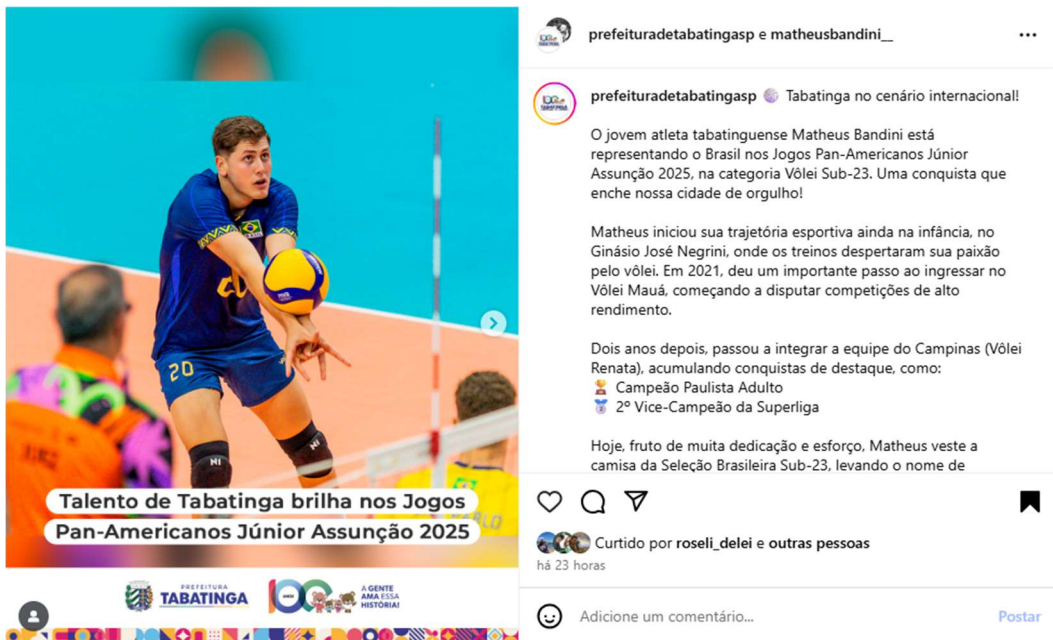 prefeituradetabatingasp e matheusbandini__
prefeituradetabatingasp Tabatinga no cenário internacional!
O jovem atleta tabatinguense Matheus Bandini está
representando o Brasil nos Jogos Pan-Americanos Júnior
Assunção 2025, na categoria Vôlei Sub-23. Uma conquista que
enche nossa cidade de orgulho!
Matheus iniciou sua trajetória esportiva ainda na infância, no
Ginásio José Negrini, onde os treinos despertaram sua paixão
pelo vôlei. Em 2021, deu um importante passo ao ingressar no
Vôlei Mauá, começando a disputar competições de alto
rendimento.
Dois anos depois, passou a integrar a equipe do Campinas (Vôlei
Renata), acumulando conquistas de destaque, como:
🏆 Campeão Paulista Adulto
🥈 2º Vice-Campeão da Superliga
Hoje, fruto de muita dedicação e esforço, Matheus veste a
camisa da Seleção Brasileira Sub-23, levando o nome de
Curtido por roseli_delei e outras pessoas
há 23 horas
Adicione um comentário...
Postar
BRASIL
20
20
NI
NI
Talento de Tabatinga brilha nos Jogos
Pan-Americanos Júnior Assunção 2025
PREFEITURA
TABATINGA
100
ANOS
A GENTE
AMA ESSA
HISTÓRIA!